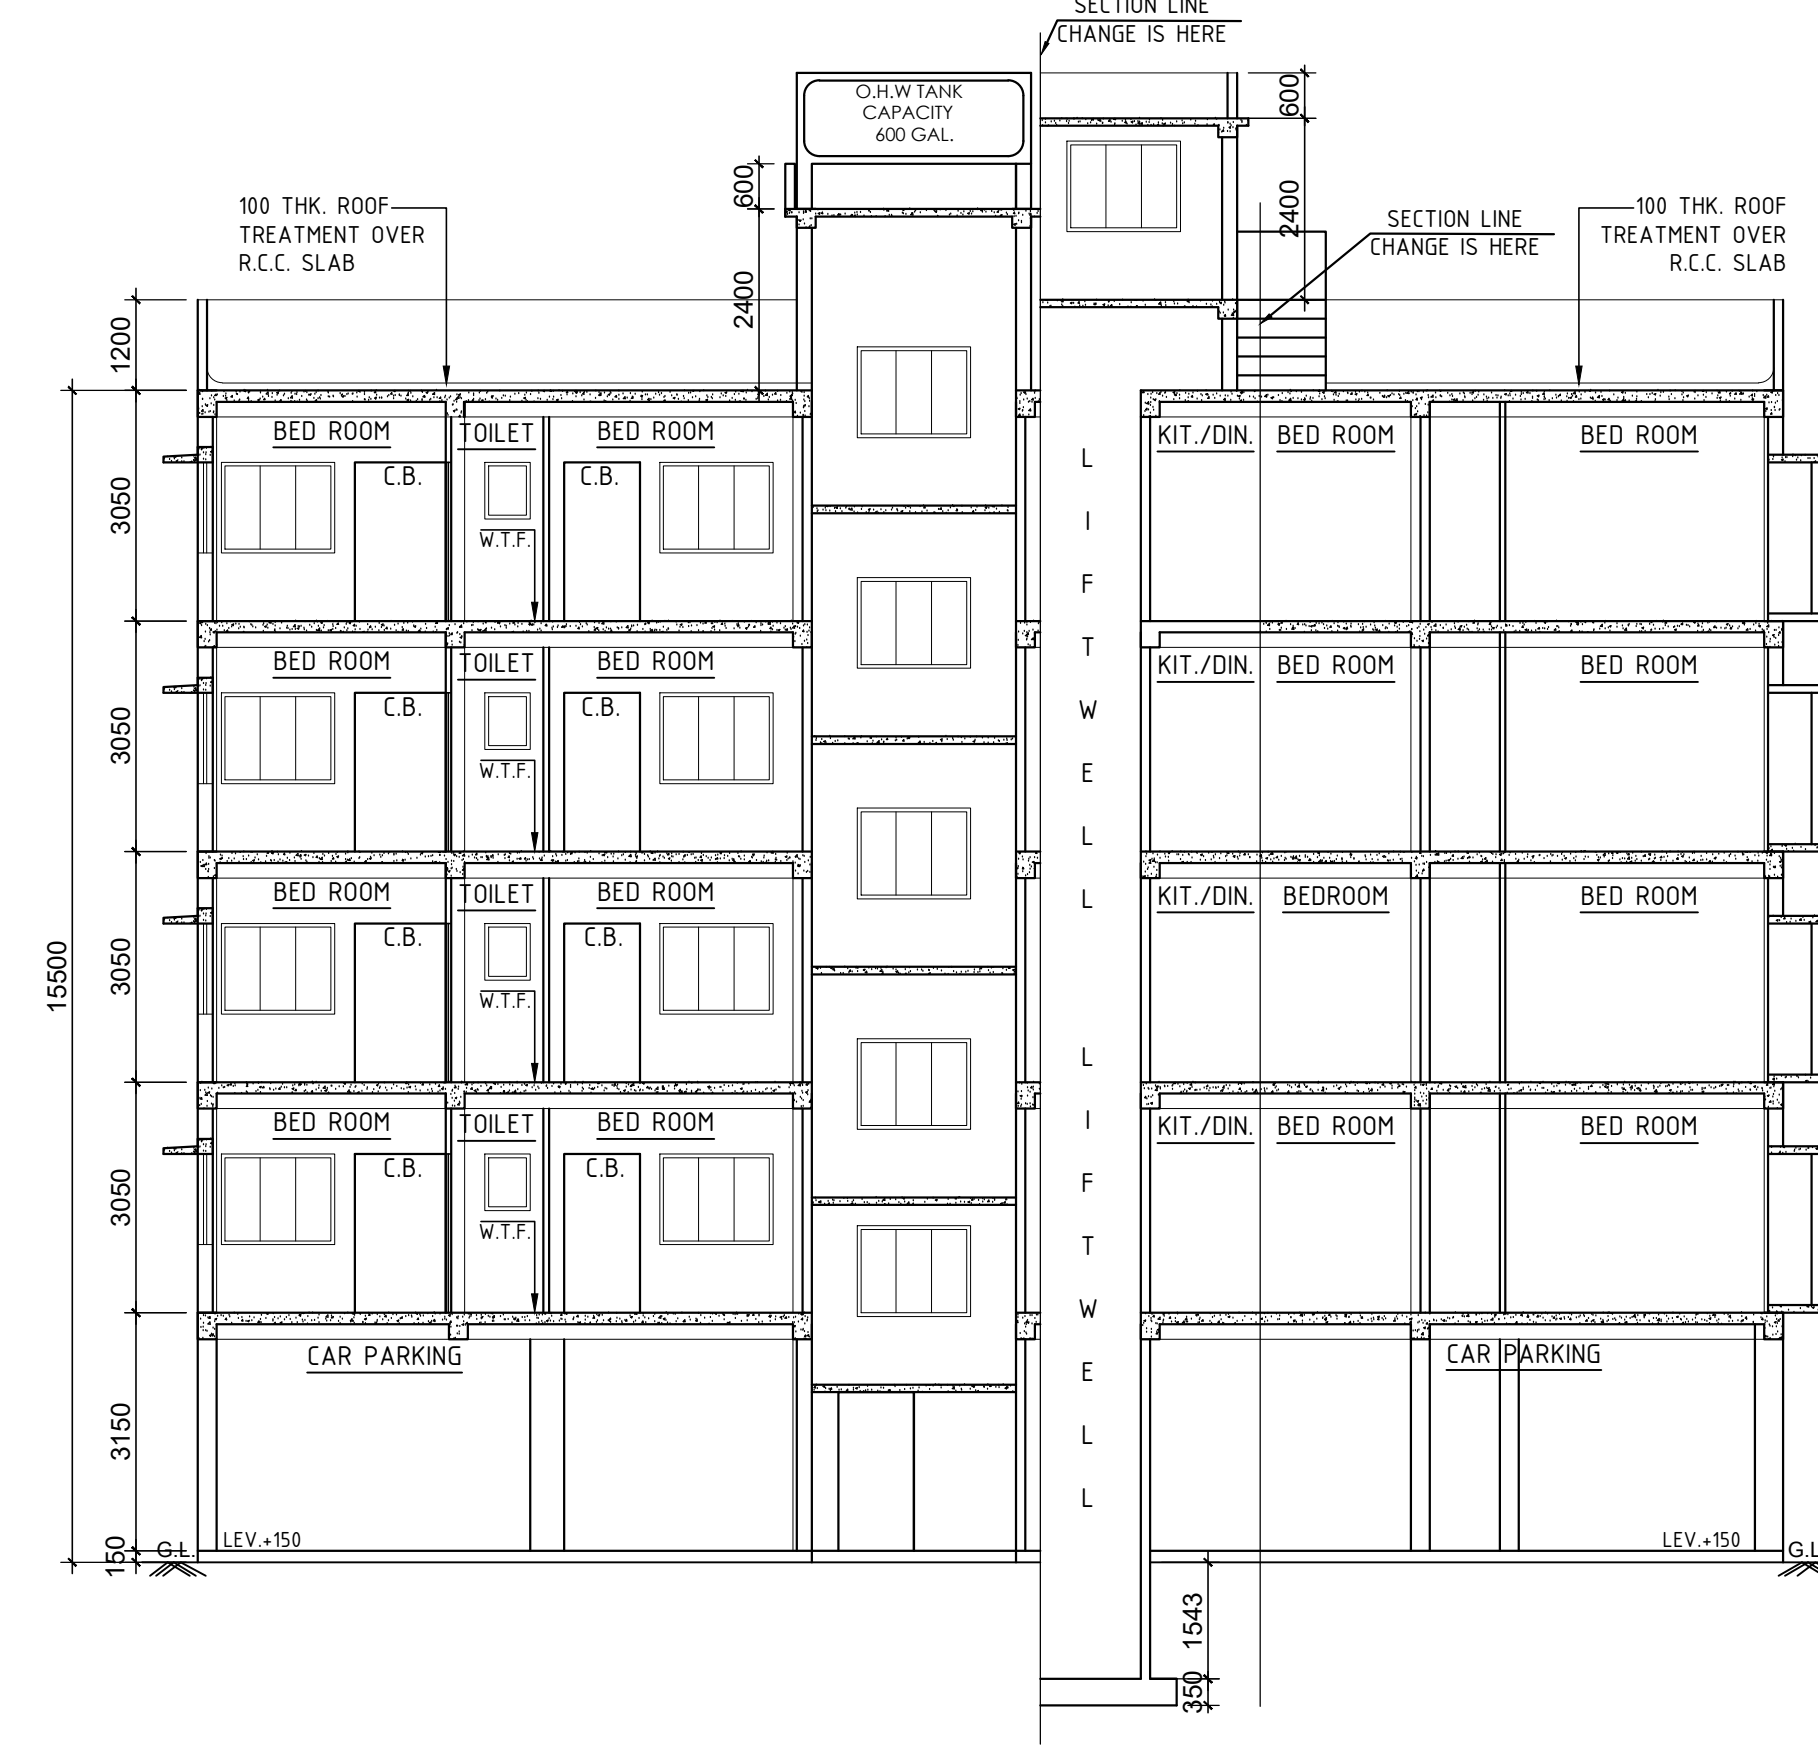 SECTION LINE
CHANGE IS HERE
O.H.W TANK
CAPACITY
600 GAL.
600
2400
600
2400
100 THK. ROOF
TREATMENT OVER
R.C.C. SLAB
SECTION LINE
CHANGE IS HERE
100 THK. ROOF
TREATMENT OVER
R.C.C. SLAB
1200
3050
3050
3050
3050
3150
150
15500
BED ROOM TOILET BED ROOM
C.B. C.B.
W.T.F.
KIT./DIN. BED ROOM BED ROOM
BED ROOM TOILET BED ROOM
C.B. C.B.
W.T.F.
KIT./DIN. BED ROOM BED ROOM
BED ROOM TOILET BED ROOM
C.B. C.B.
W.T.F.
KIT./DIN. BEDROOM BED ROOM
BED ROOM TOILET BED ROOM
C.B. C.B.
W.T.F.
KIT./DIN. BED ROOM BED ROOM
LIFT WELL
LIFT WELL
CAR PARKING
CAR PARKING
G.L.
LEV.+150
LEV.+150
G.L
1543
350